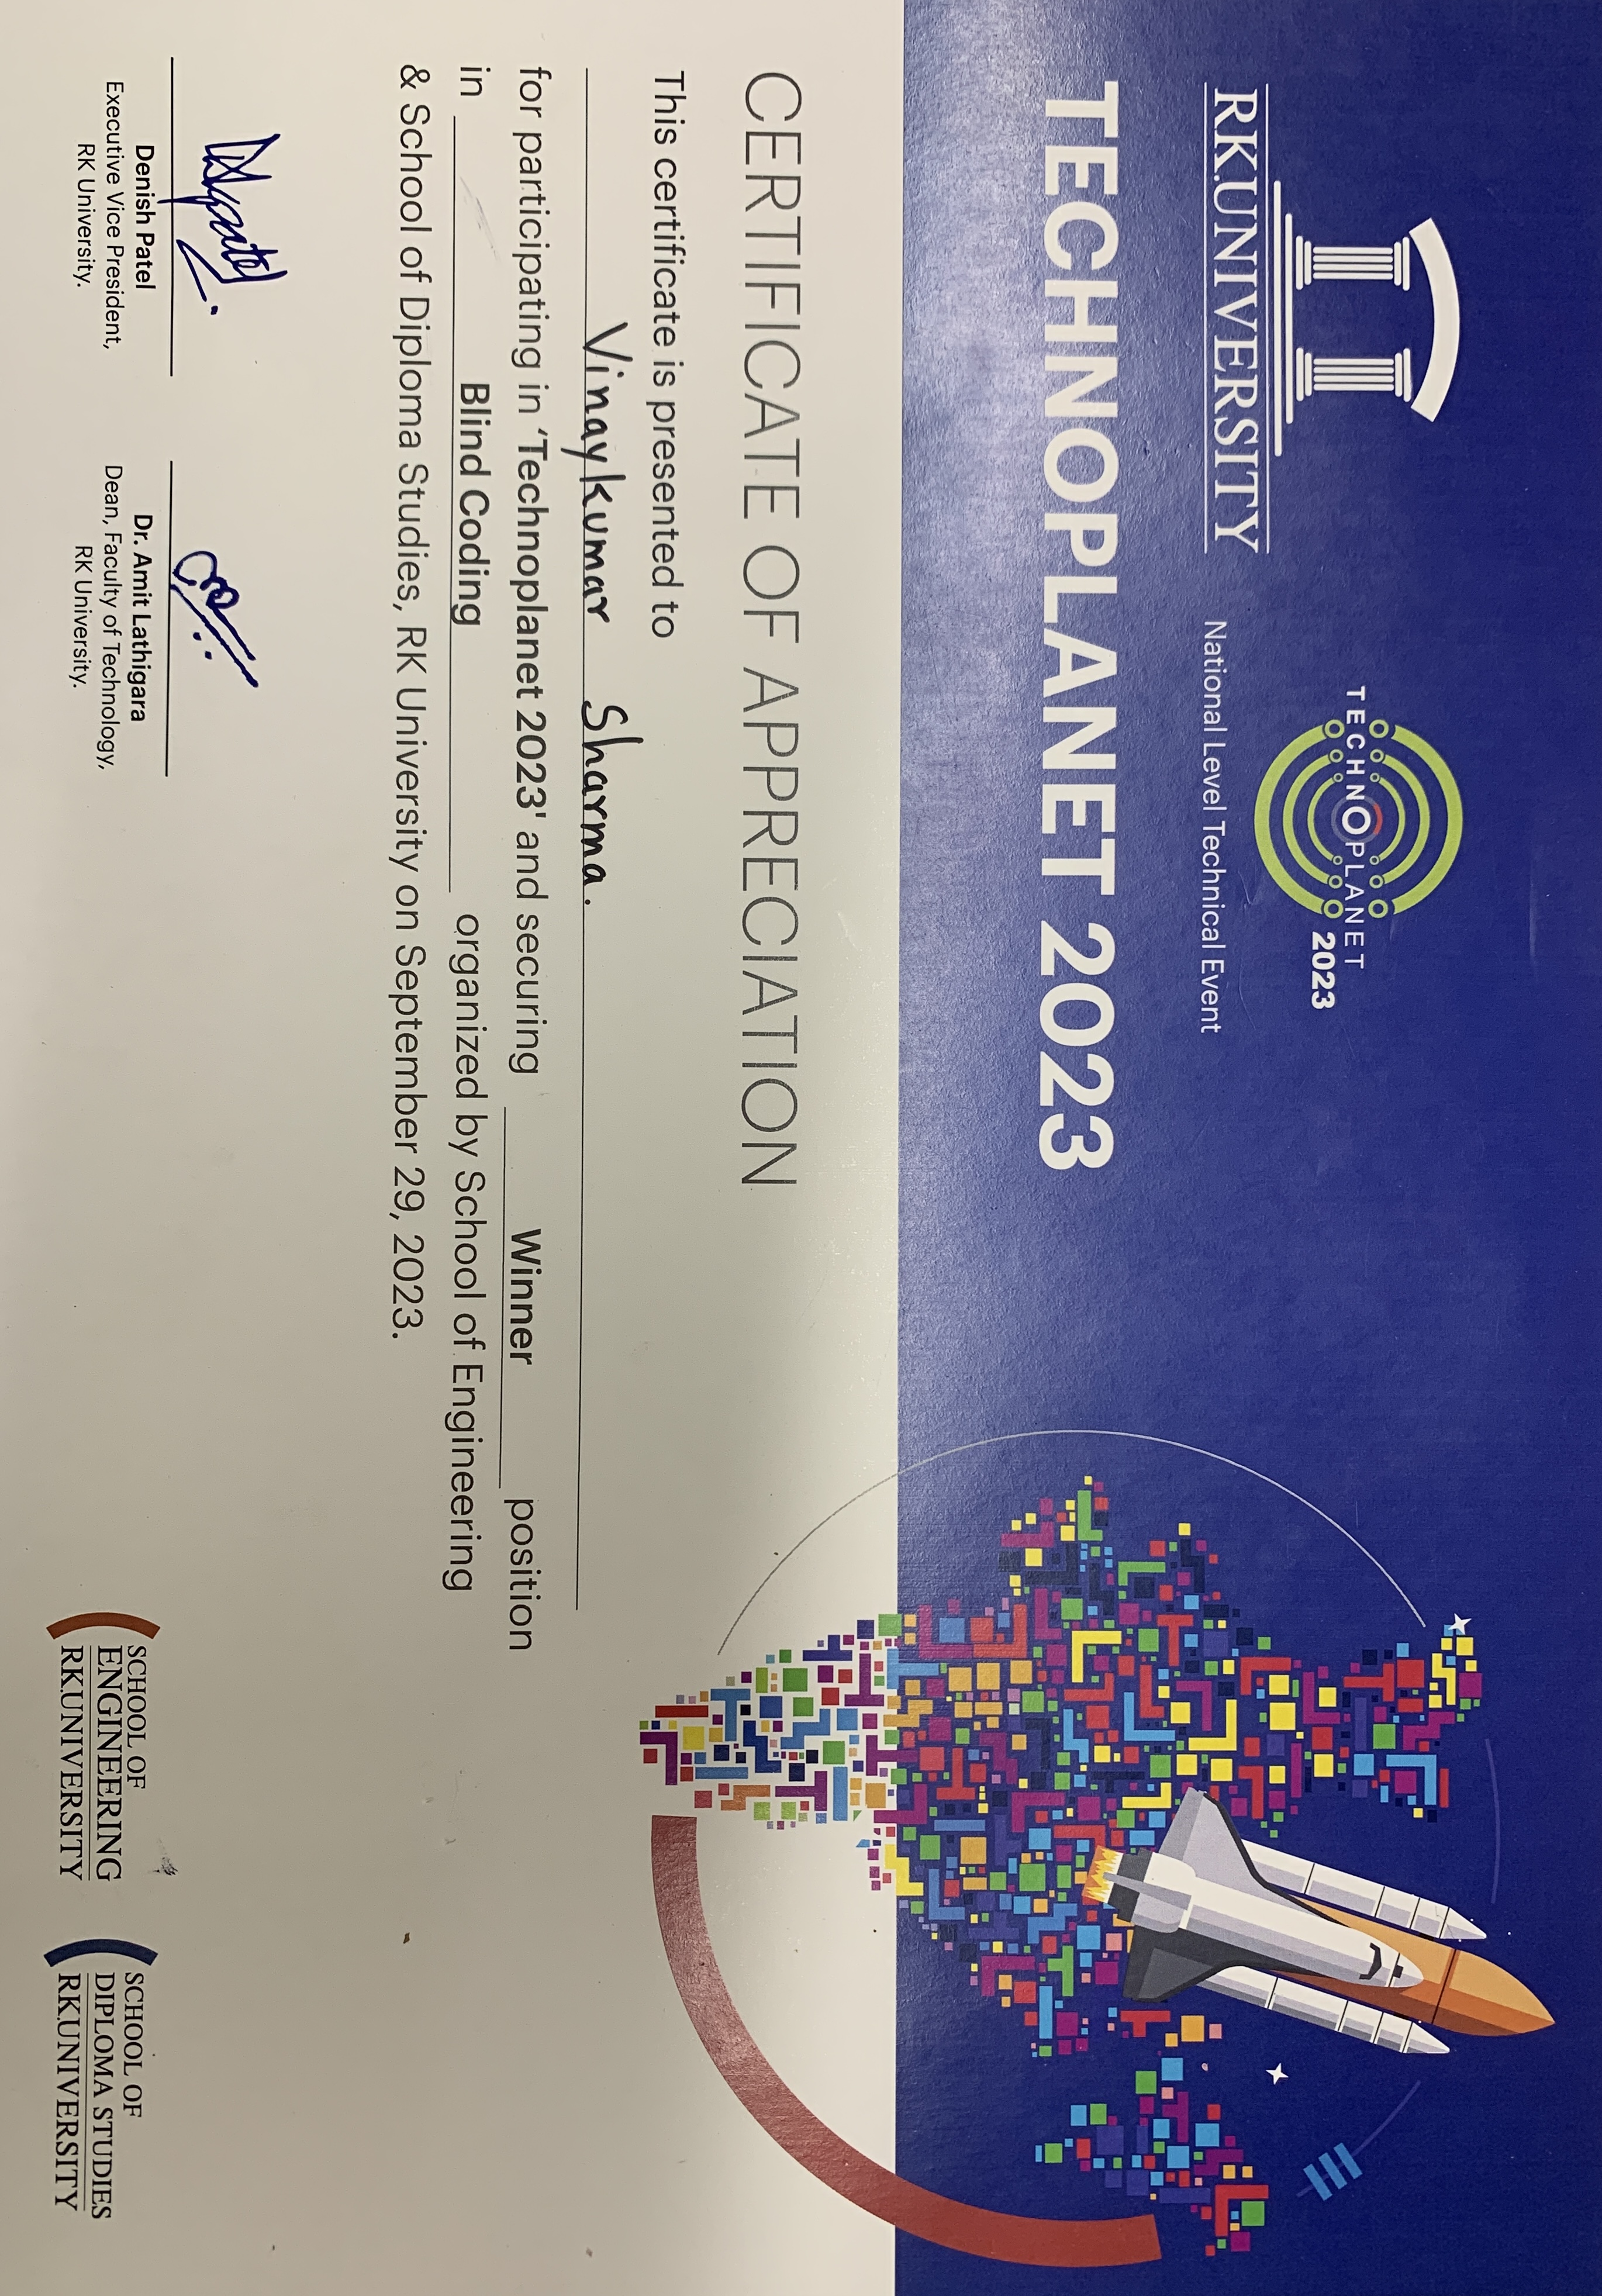 RK.UNIVERSITY
TECHNOPLANET
2023
National Level Technical Event
TECHNOPLANET 2023
CERTIFICATE OF APPRECIATION
This certificate is presented to
Vinaykumar Sharma.
for participating in ‘Technoplanet 2023' and securing Winner position
in Blind Coding organized by School of Engineering
& School of Diploma Studies, RK University on September 29, 2023.
Denish Patel
Executive Vice President,
RK University.
Dr. Amit Lathigara
Dean, Faculty of Technology,
RK University.
SCHOOL OF
ENGINEERING
RK.UNIVERSITY
SCHOOL OF
DIPLOMA STUDIES
RK.UNIVERSITY